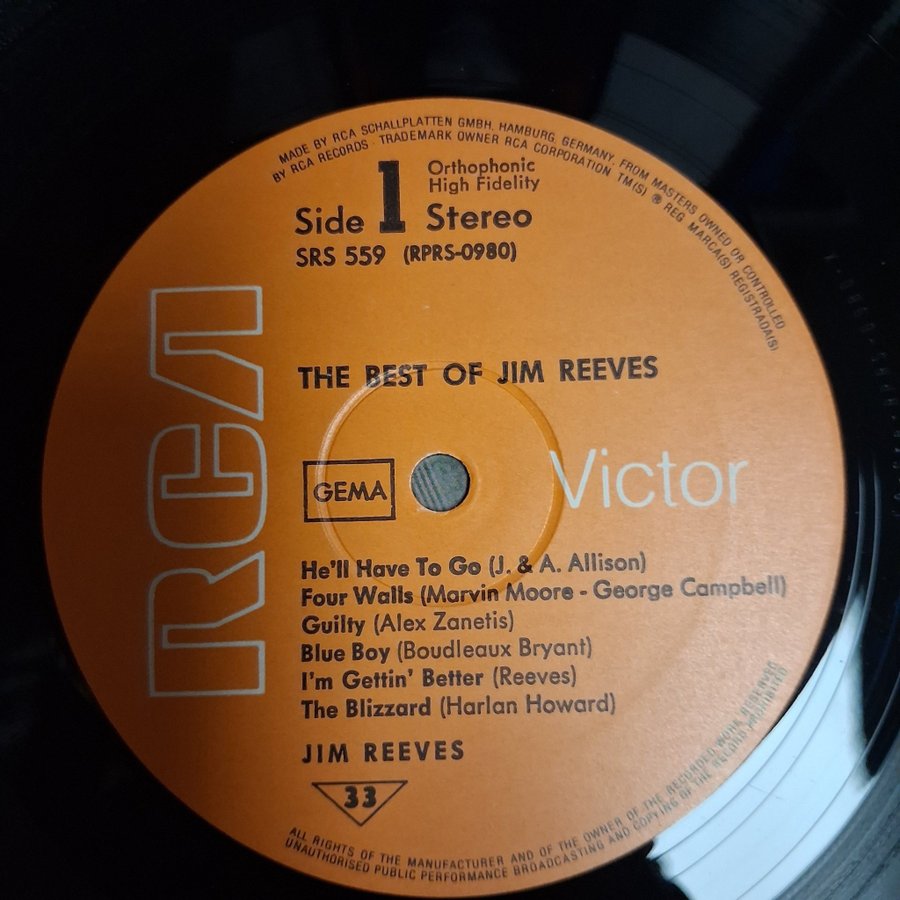 MADE BY RCA SCHALLPLATTEN GMBH, HAMBURG, GERMANY, FROM MASTERS OWNED OR CONTROLLED
BY RCA RECORDS · TRADEMARK OWNER RCA CORPORATION TM(S) ® REG MARCA(S) REGISTRADA(S)
Orthophonic
High Fidelity
Side 1 Stereo
SRS 559 (RPRS-0980)
RCA
THE BEST OF JIM REEVES
GEMA
Victor
He'll Have To Go (J. & A. Allison)
Four Walls (Marvin Moore - George Campbell)
Guilty (Alex Zanetis)
Blue Boy (Boudleaux Bryant)
I'm Gettin' Better (Reeves)
The Blizzard (Harlan Howard)
JIM REEVES
33
ALL RIGHTS OF THE MANUFACTURER AND OF THE OWNER OF THE RECORDED WORK RESERVED
UNAUTHORISED PUBLIC PERFORMANCE BROADCASTING AND COPYING OF THE RECORD PROHIBITED